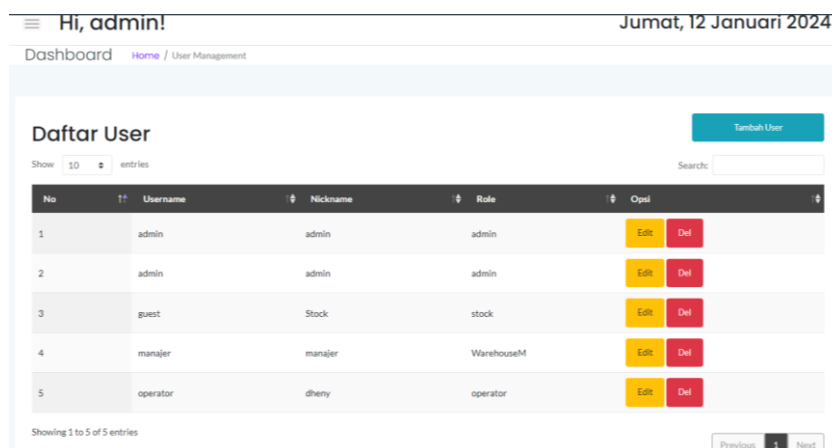 Hi, admin! Jumat, 12 Januari 2024
Dashboard Home / User Management
Daftar User Tambah User
Show 10 entries Search:
No Username Nickname Role Opsi
1 admin admin admin Edit Del
2 admin admin admin Edit Del
3 guest Stock stock Edit Del
4 manajer manajer WarehouseM Edit Del
5 operator dheny operator Edit Del
Showing 1 to 5 of 5 entries
Previous 1 Next